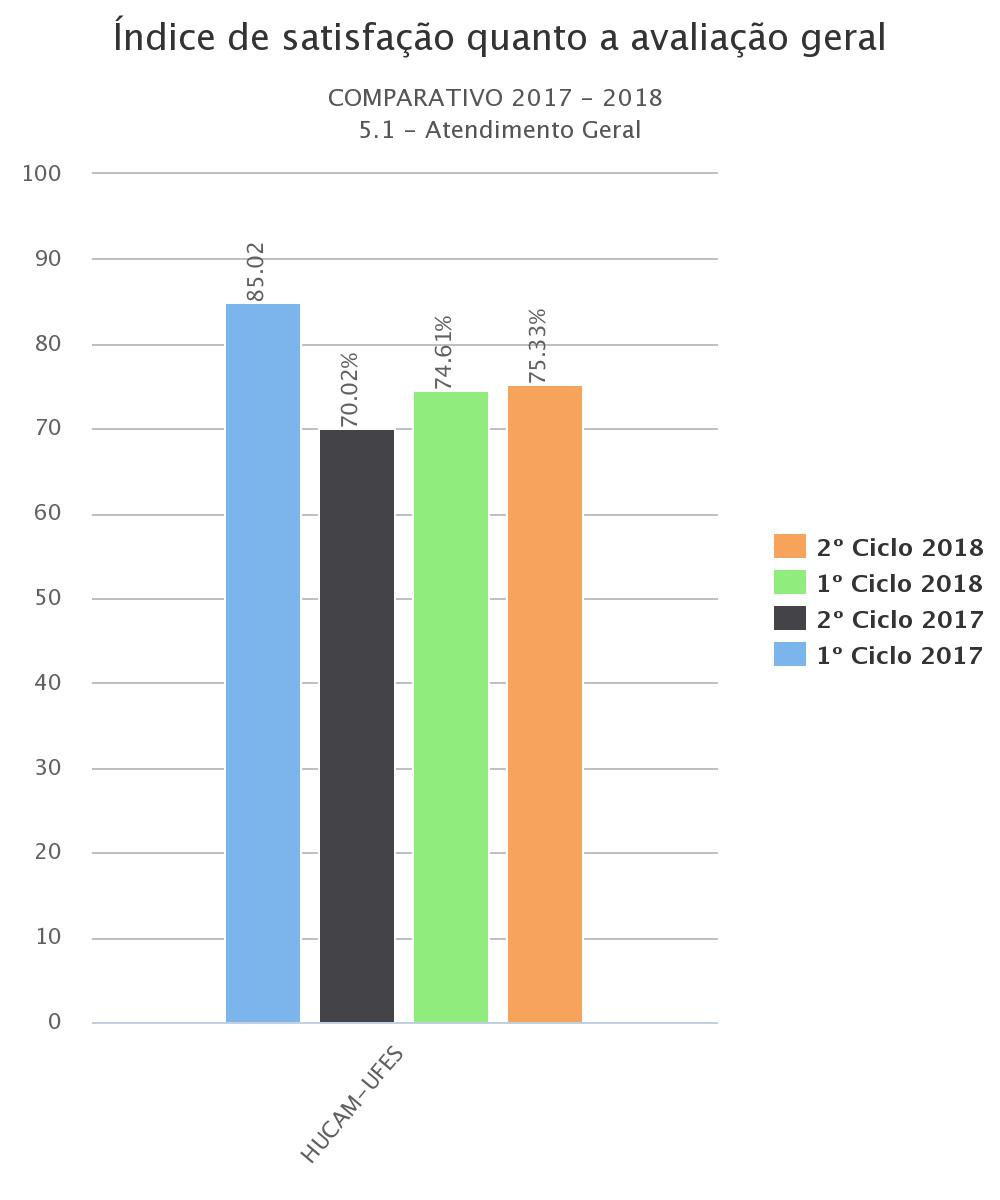 Índice de satisfação quanto a avaliação geral
COMPARATIVO 2017 – 2018
5.1 – Atendimento Geral
100
90
80
70
60
50
40
30
20
10
0
85.02
70.02%
74.61%
75.33%
HUCAM–UFES
2º Ciclo 2018
1º Ciclo 2018
2º Ciclo 2017
1º Ciclo 2017